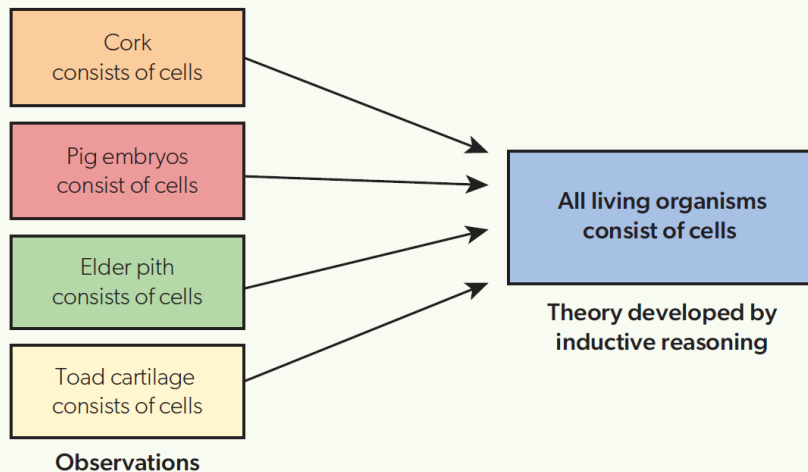 Cork
consists of cells
Pig embryos
consist of cells
Elder pith
consists of cells
Toad cartilage
consists of cells
Observations
All living organisms
consist of cells
Theory developed by
inductive reasoning